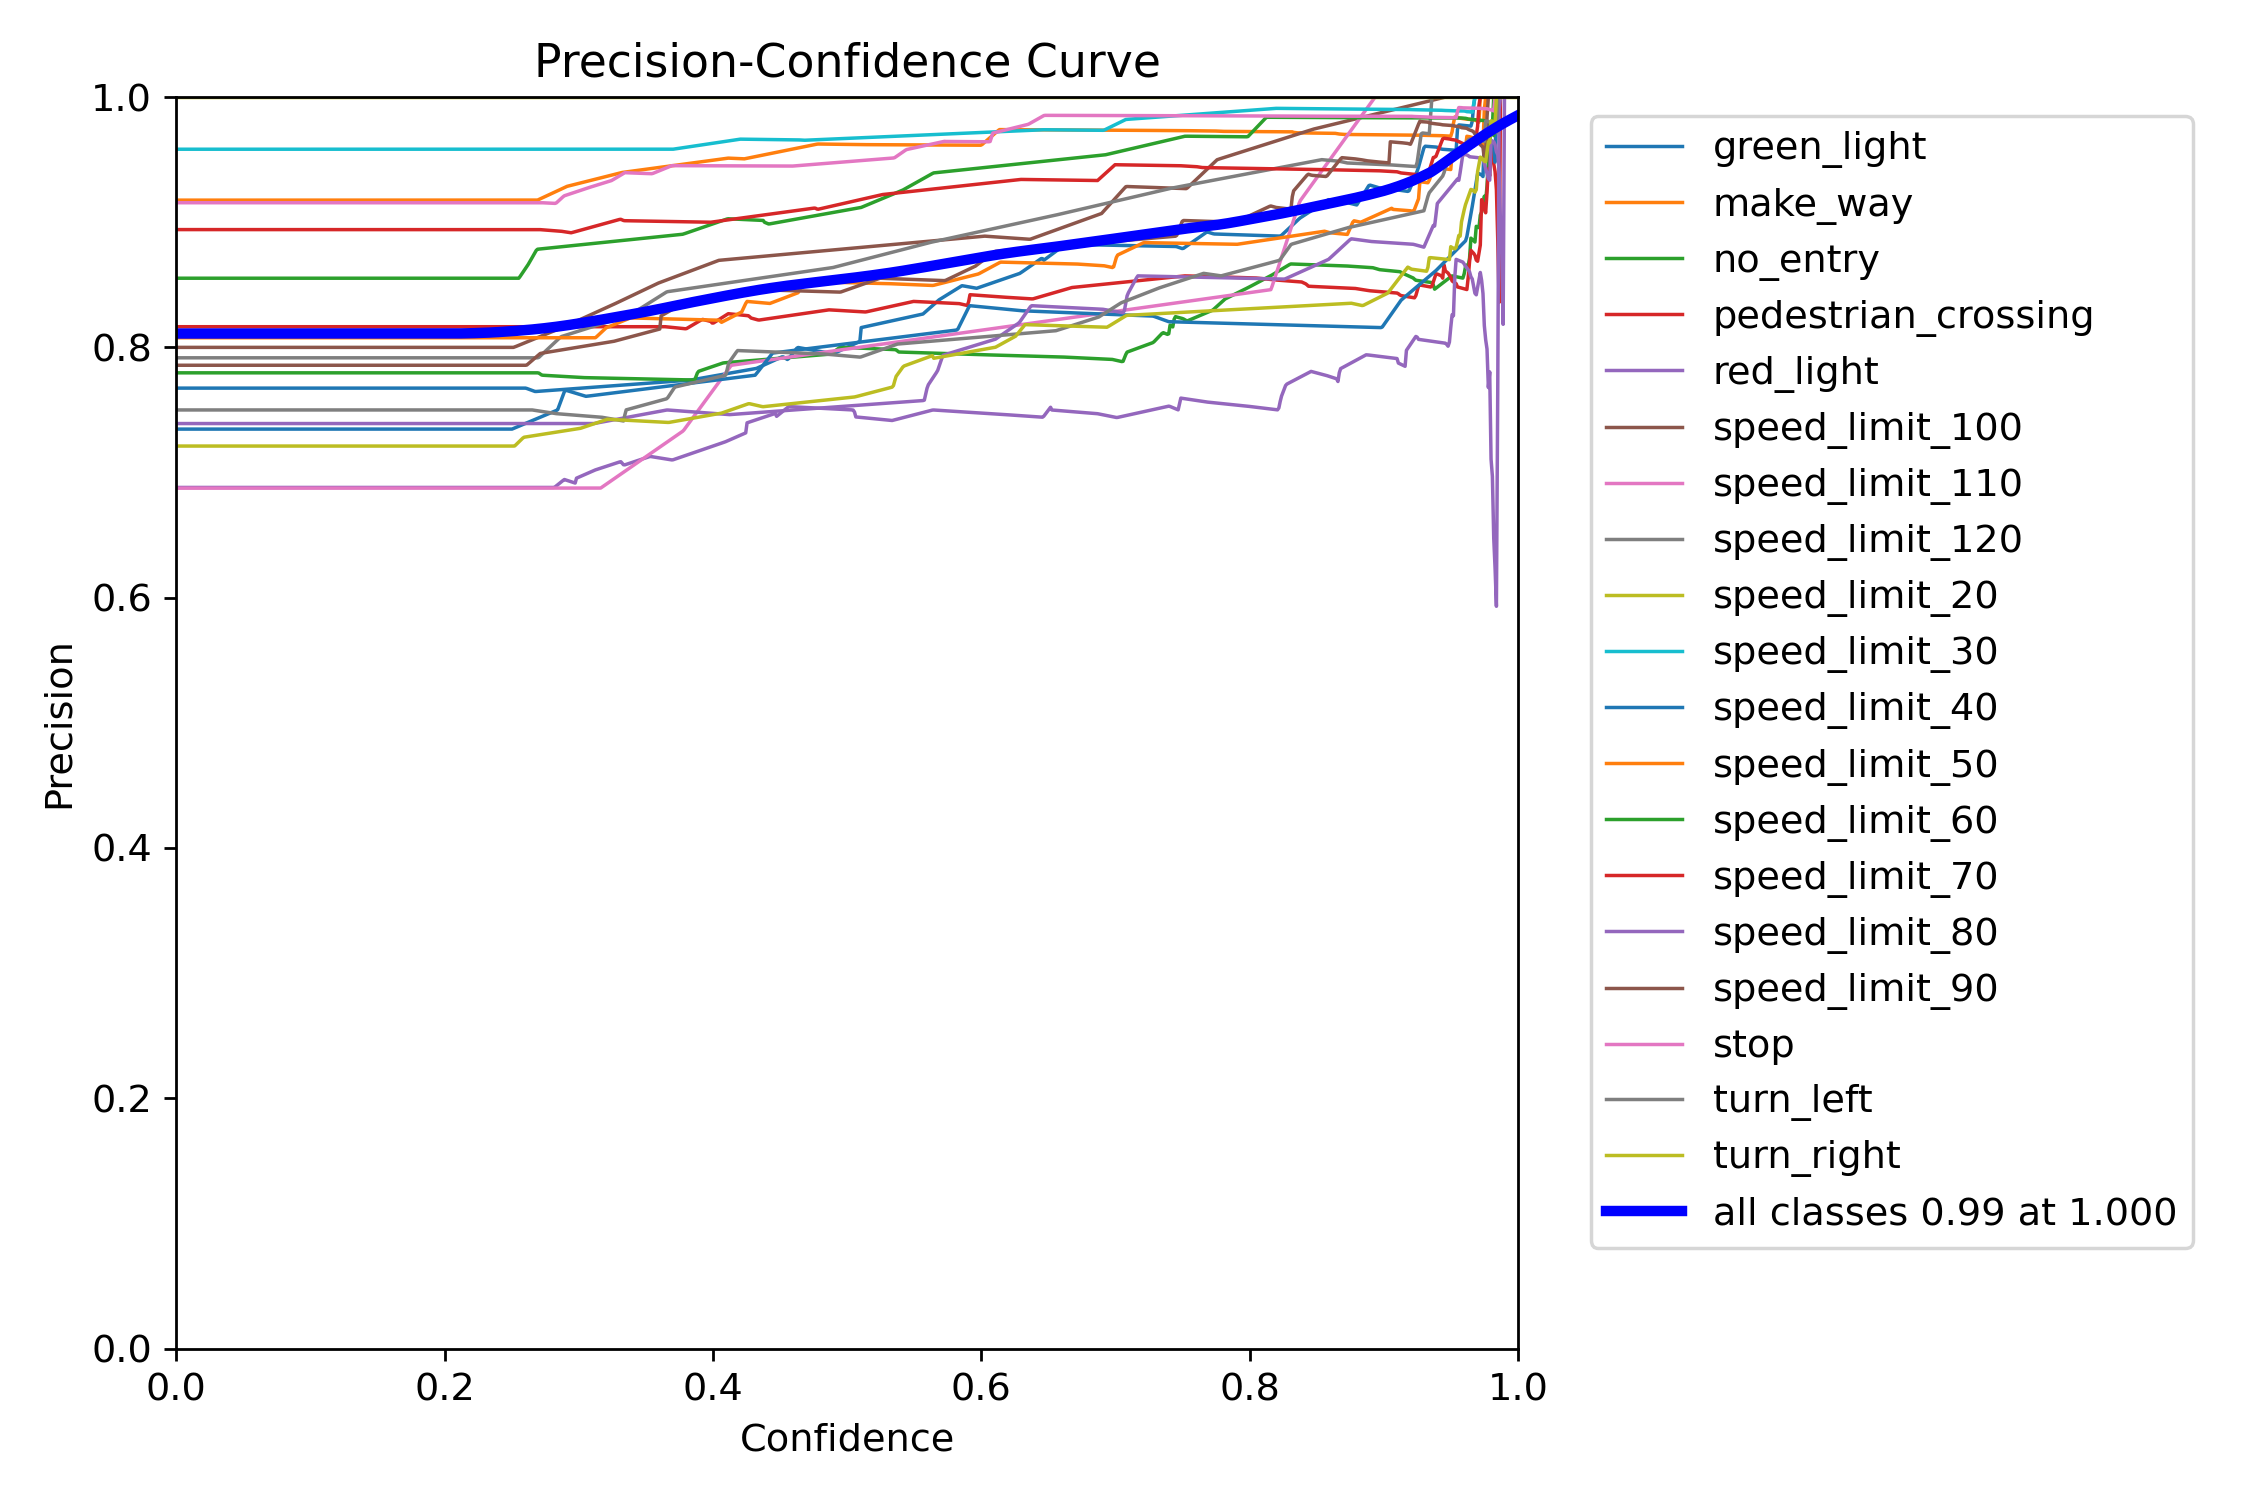 Precision-Confidence Curve
1.0
0.8
0.6
0.4
0.2
0.0
Precision
0.0 0.2 0.4 0.6 0.8 1.0
Confidence
green_light
make_way
no_entry
pedestrian_crossing
red_light
speed_limit_100
speed_limit_110
speed_limit_120
speed_limit_20
speed_limit_30
speed_limit_40
speed_limit_50
speed_limit_60
speed_limit_70
speed_limit_80
speed_limit_90
stop
turn_left
turn_right
all classes 0.99 at 1.000